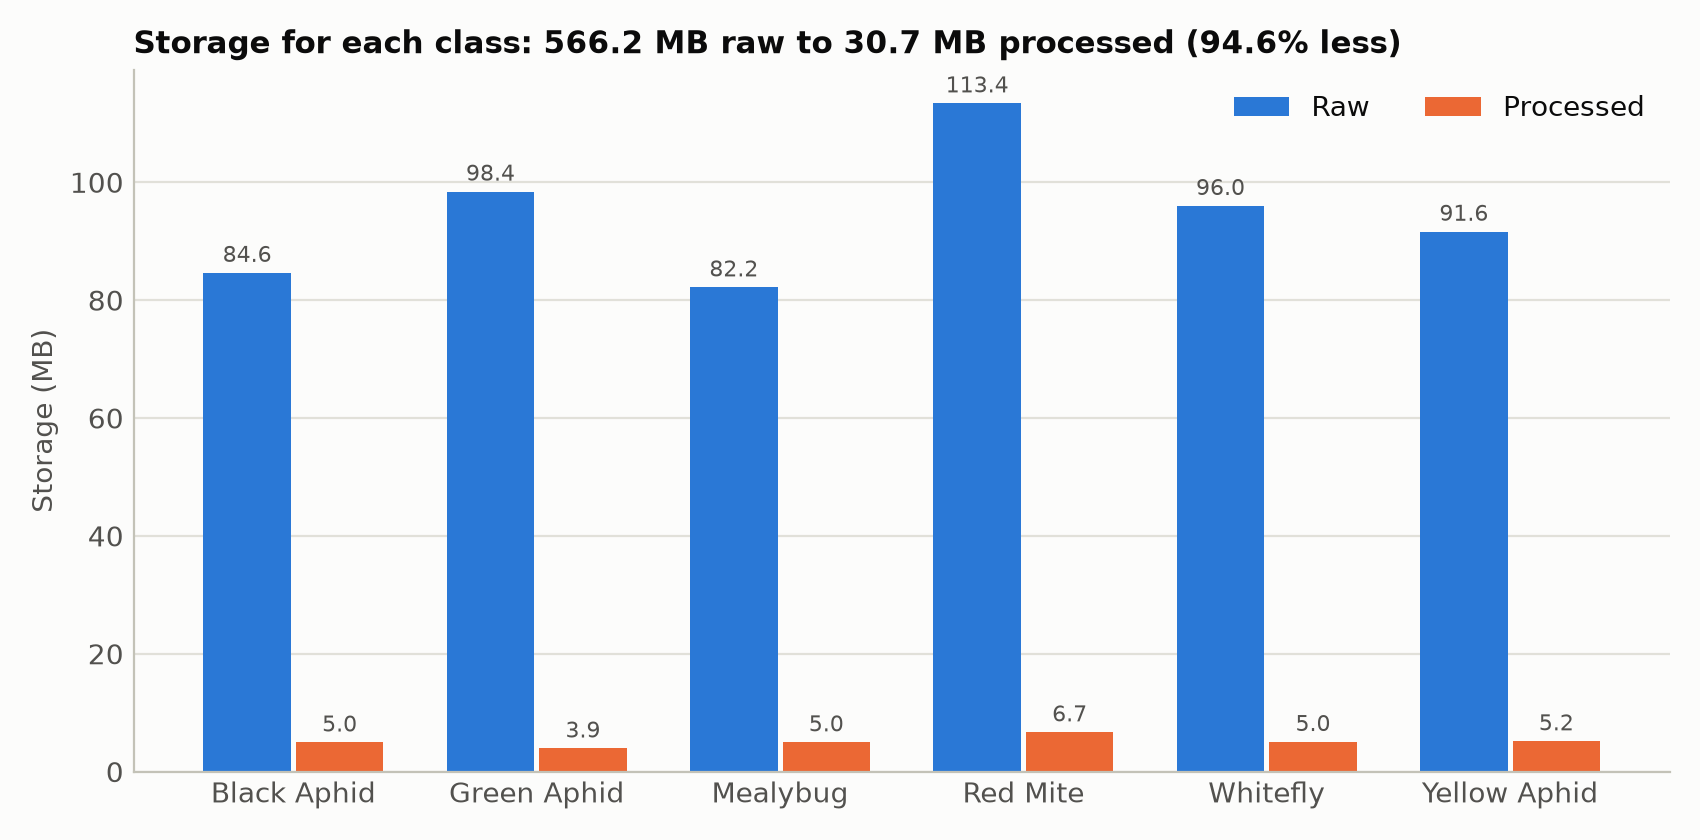 Storage for each class: 566.2 MB raw to 30.7 MB processed (94.6% less)
Raw
Processed
Storage (MB)
100
80
60
40
20
0
84.6
5.0
98.4
3.9
82.2
5.0
113.4
6.7
96.0
5.0
91.6
5.2
Black Aphid
Green Aphid
Mealybug
Red Mite
Whitefly
Yellow Aphid